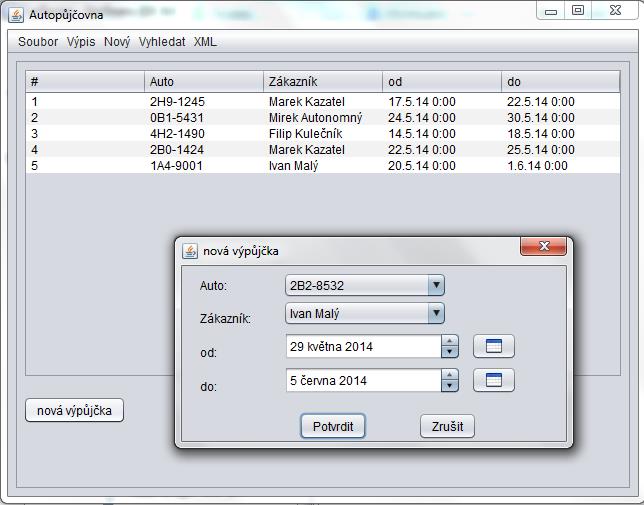 Autopůjčovna
Soubor Výpis Nový Vyhledat XML
# Auto Zákazník od do
1 2H9-1245 Marek Kazatel 17.5.14 0:00 22.5.14 0:00
2 0B1-5431 Mirek Autonomný 24.5.14 0:00 30.5.14 0:00
3 4H2-1490 Filip Kulečník 14.5.14 0:00 18.5.14 0:00
4 2B0-1424 Marek Kazatel 22.5.14 0:00 25.5.14 0:00
5 1A4-9001 Ivan Malý 20.5.14 0:00 1.6.14 0:00
nová výpůjčka
Auto: 2B2-8532
Zákazník: Ivan Malý
od: 29 května 2014
do: 5 června 2014
Potvrdit Zrušit
nová výpůjčka